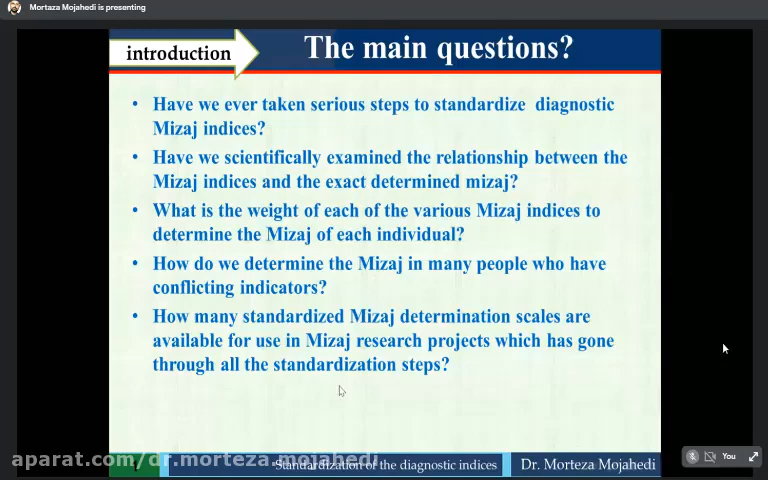 Mortaza Mojahedi is presenting
introduction
The main questions?
• Have we ever taken serious steps to standardize diagnostic
Mizaj indices?
• Have we scientifically examined the relationship between the
Mizaj indices and the exact determined mizaj?
• What is the weight of each of the various Mizaj indices to
determine the Mizaj of each individual?
• How do we determine the Mizaj in many people who have
conflicting indicators?
• How many standardized Mizaj determination scales are
available for use in Mizaj research projects which has gone
through all the standardization steps?
aparat.com/dr.morteza.mojahedi
Standardization of the diagnostic indices
Dr. Morteza Mojahedi
You